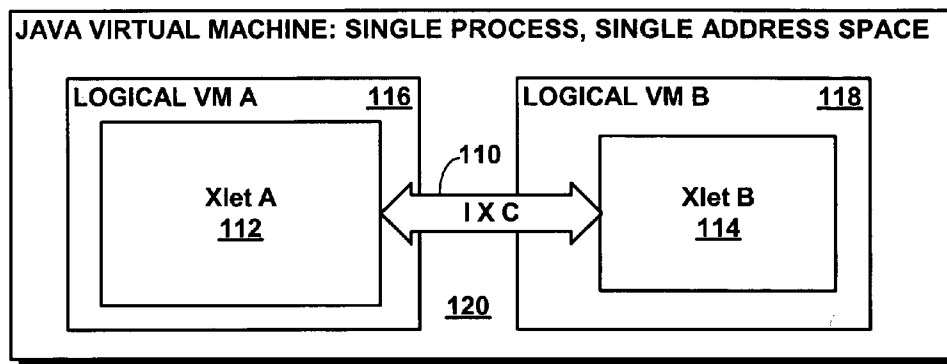 JAVA VIRTUAL MACHINE: SINGLE PROCESS, SINGLE ADDRESS SPACE
LOGICAL VM A 116
LOGICAL VM B 118
110
Xlet A
112
I X C
Xlet B
114
120